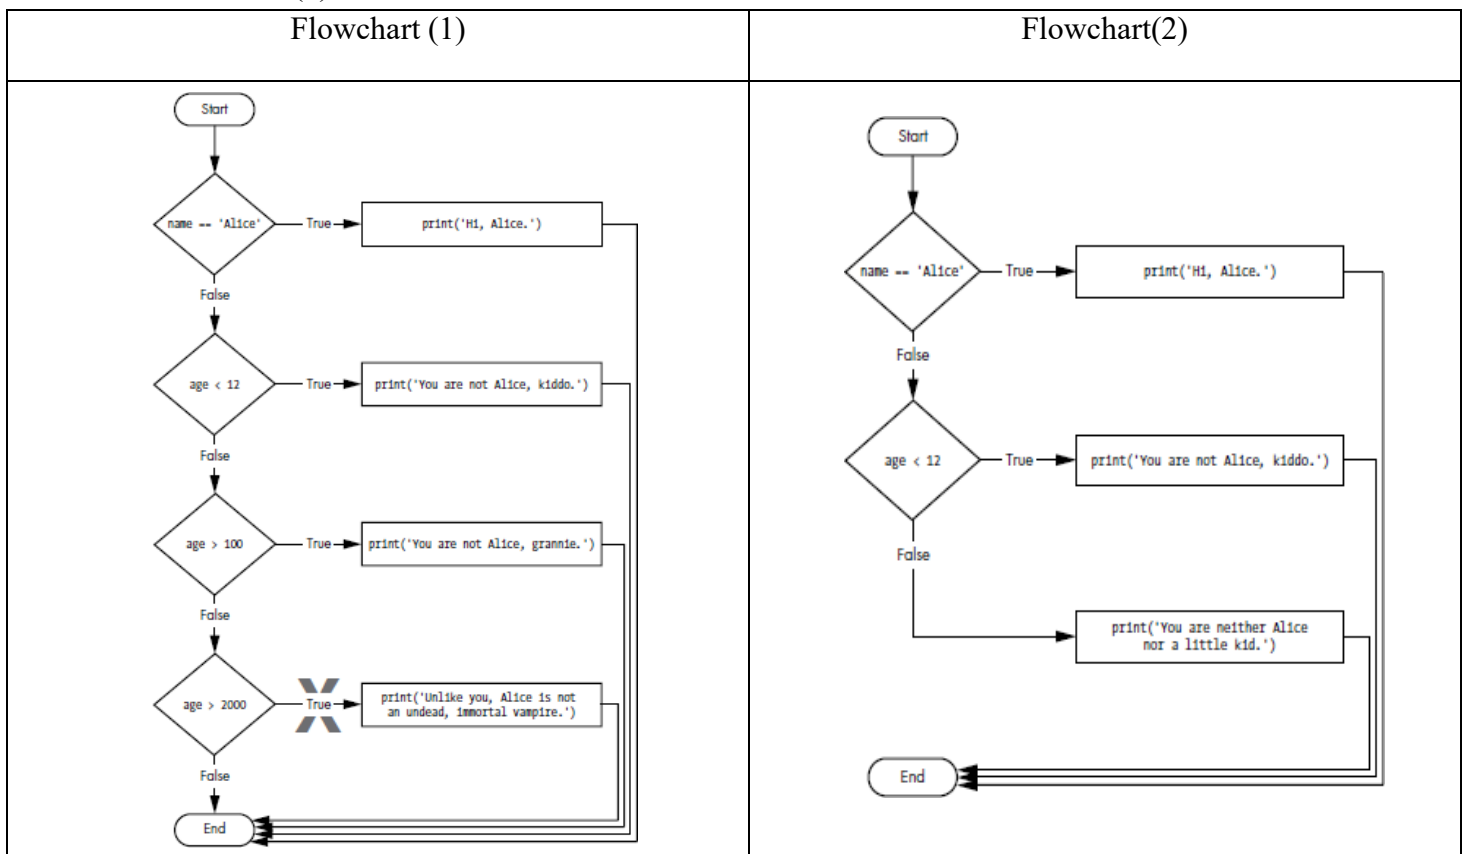 Flowchart (1)
Flowchart(2)
Start
name == 'Alice'
True
print('Hi, Alice.')
False
age < 12
True
print('You are not Alice, kiddo.')
False
age > 100
True
print('You are not Alice, grannie.')
False
age > 2000
True
print('Unlike you, Alice is not
an undead, immortal vampire.')
False
End
Start
name == 'Alice'
True
print('Hi, Alice.')
False
age < 12
True
print('You are not Alice, kiddo.')
False
print('You are neither Alice
nor a little kid.')
End